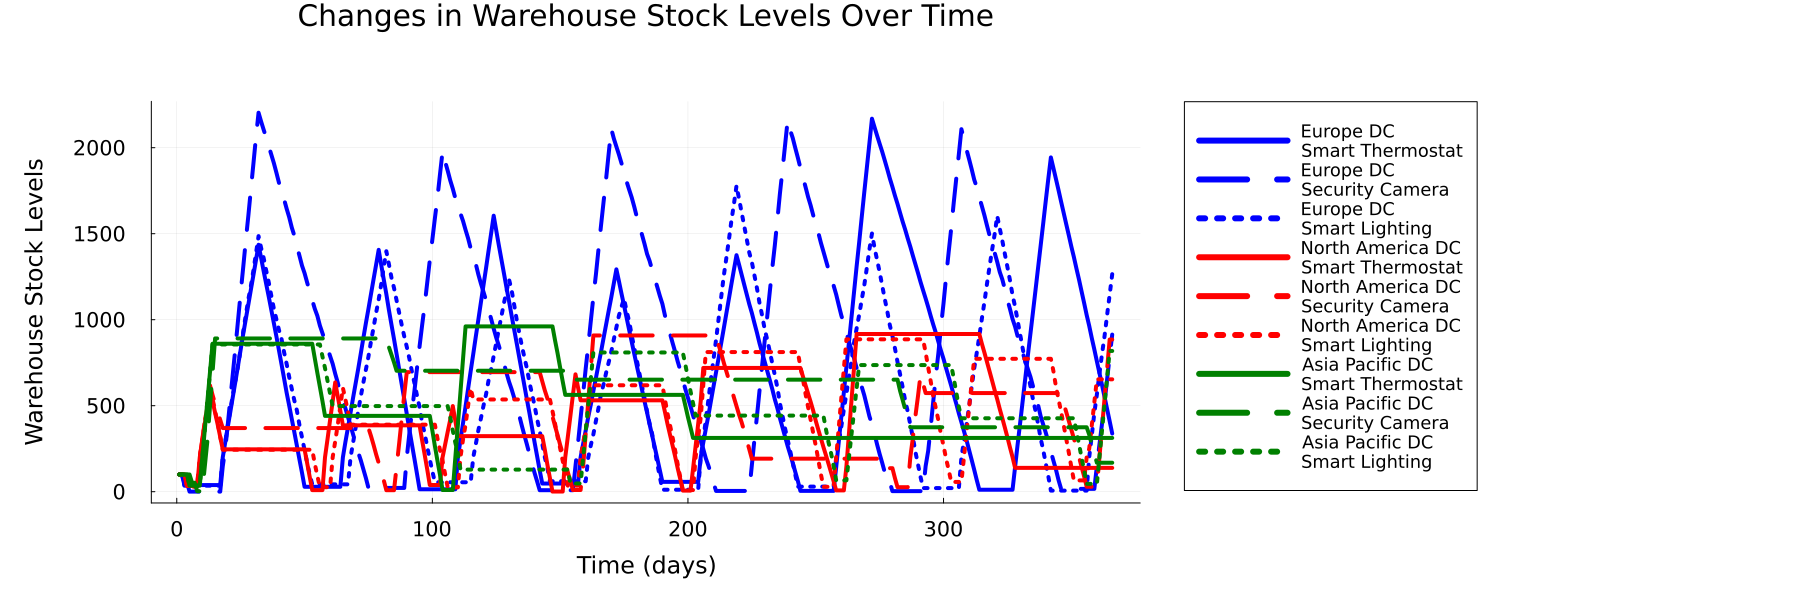 Changes in Warehouse Stock Levels Over Time
Warehouse Stock Levels
2000
1500
1000
500
0
0
100
200
300
Time (days)
Europe DC
Smart Thermostat
Europe DC
Security Camera
Europe DC
Smart Lighting
North America DC
Smart Thermostat
North America DC
Security Camera
North America DC
Smart Lighting
Asia Pacific DC
Smart Thermostat
Asia Pacific DC
Security Camera
Asia Pacific DC
Smart Lighting